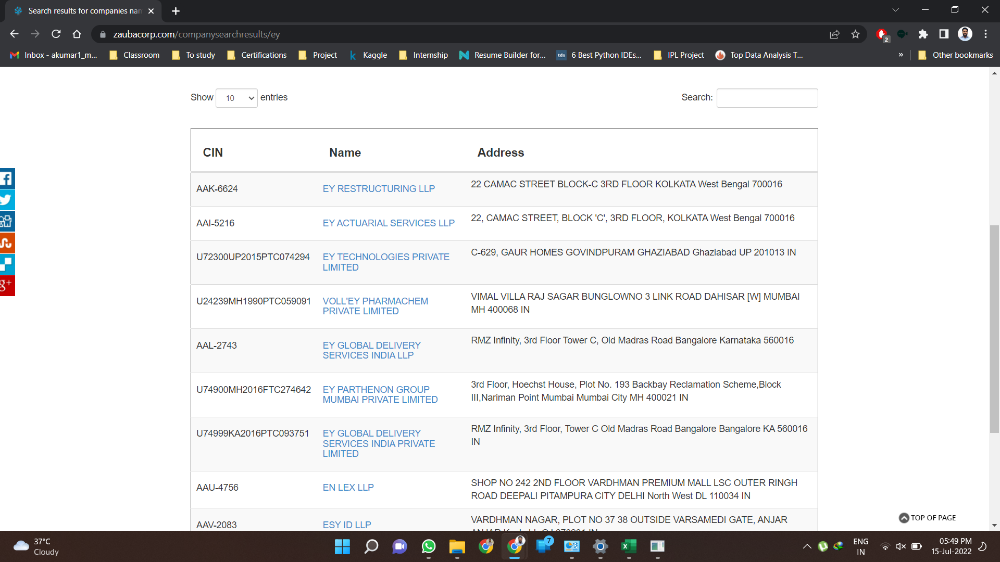 Search results for companies nam
zaubacorp.com/companysearchresults/ey
2
Inbox - akumar1_m...
Classroom
To study
Certifications
Project
Kaggle
Internship
Resume Builder for...
tds
6 Best Python IDEs...
IPL Project
Top Data Analysis T...
»
Other bookmarks
Show 10 entries
Search:
CIN Name Address
AAK-6624
EY RESTRUCTURING LLP
22 CAMAC STREET BLOCK-C 3RD FLOOR KOLKATA West Bengal 700016
AAI-5216
EY ACTUARIAL SERVICES LLP
22, CAMAC STREET, BLOCK 'C', 3RD FLOOR, KOLKATA West Bengal 700016
U72300UP2015PTC074294
EY TECHNOLOGIES PRIVATE
LIMITED
C-629, GAUR HOMES GOVINDPURAM GHAZIABAD Ghaziabad UP 201013 IN
U24239MH1990PTC059091
VOLL'EY PHARMACHEM
PRIVATE LIMITED
VIMAL VILLA RAJ SAGAR BUNGLOWNO 3 LINK ROAD DAHISAR [W] MUMBAI
MH 400068 IN
AAL-2743
EY GLOBAL DELIVERY
SERVICES INDIA LLP
RMZ Infinity, 3rd Floor Tower C, Old Madras Road Bangalore Karnataka 560016
U74900MH2016FTC274642
EY PARTHENON GROUP
MUMBAI PRIVATE LIMITED
3rd Floor, Hoechst House, Plot No. 193 Backbay Reclamation Scheme,Block
III,Nariman Point Mumbai Mumbai City MH 400021 IN
U74999KA2016PTC093751
EY GLOBAL DELIVERY
SERVICES INDIA PRIVATE
LIMITED
RMZ Infinity, 3rd Floor, Tower C Old Madras Road Bangalore Bangalore KA 560016
IN
AAU-4756
EN LEX LLP
SHOP NO 242 2ND FLOOR VARDHMAN PREMIUM MALL LSC OUTER RINGH
ROAD DEEPALI PITAMPURA CITY DELHI North West DL 110034 IN
AAV-2083
ESY ID LLP
VARDHMAN NAGAR, PLOT NO 37 38 OUTSIDE VARSAMEDI GATE, ANJAR
TOP OF PAGE
37°C
Cloudy
7
ENG
IN
05:49 PM
15-Jul-2022